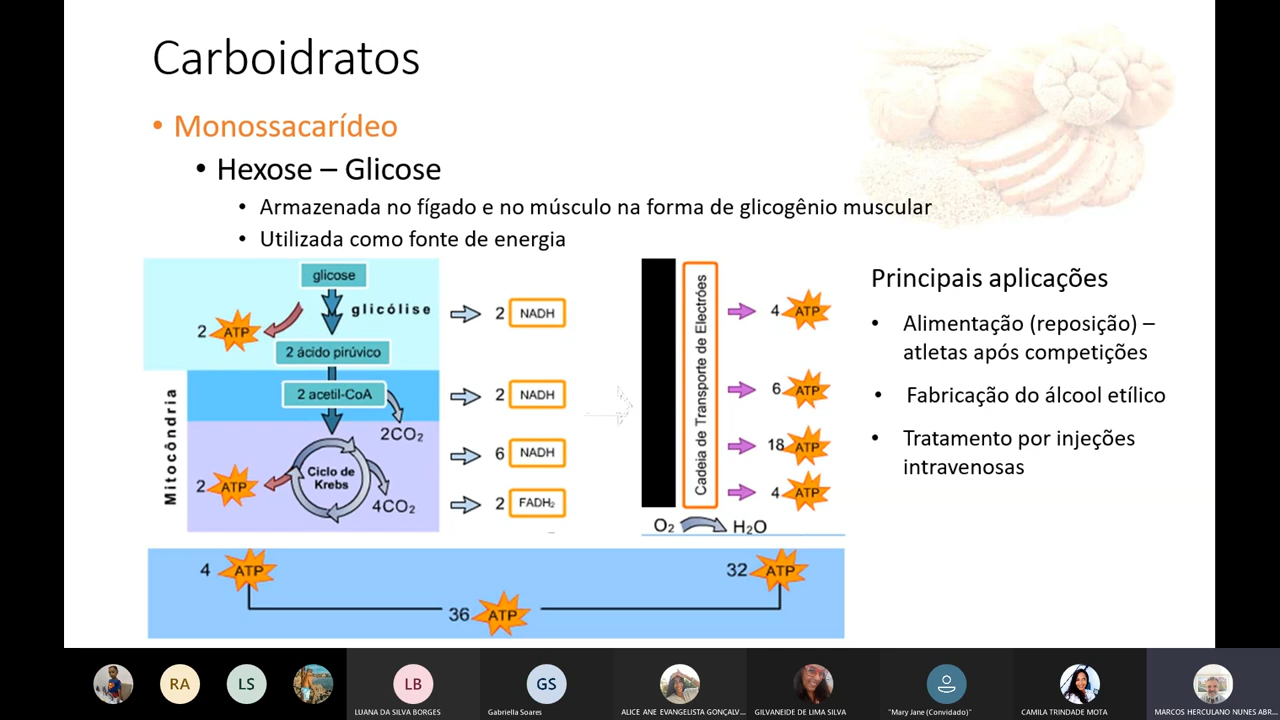 Carboidratos
• Monossacarídeo
• Hexose – Glicose
• Armazenada no fígado e no músculo na forma de glicogênio muscular
• Utilizada como fonte de energia
glicose
glicólise
2 ATP
2 ácido pirúvico
2 NADH
Mitocôndria
2 acetil-CoA
2CO₂
2 NADH
Ciclo de
Krebs
2 ATP
4CO₂
6 NADH
2 FADH₂
Cadeia de Transporte de Electrões
4 ATP
6 ATP
18 ATP
4 ATP
O₂ H₂O
4 ATP
32 ATP
36 ATP
Principais aplicações
• Alimentação (reposição) –
atletas após competições
• Fabricação do álcool etílico
• Tratamento por injeções
intravenosas
RA
LS
LB
LUANA DA SILVA BORGES
GS
Gabriella Soares
ALICE ANE EVANGELISTA GONÇALV...
GILVANEIDE DE LIMA SILVA
"Mary Jane (Convidado)"
CAMILA TRINDADE MOTA
MARCOS HERCULANO NUNES ABR...